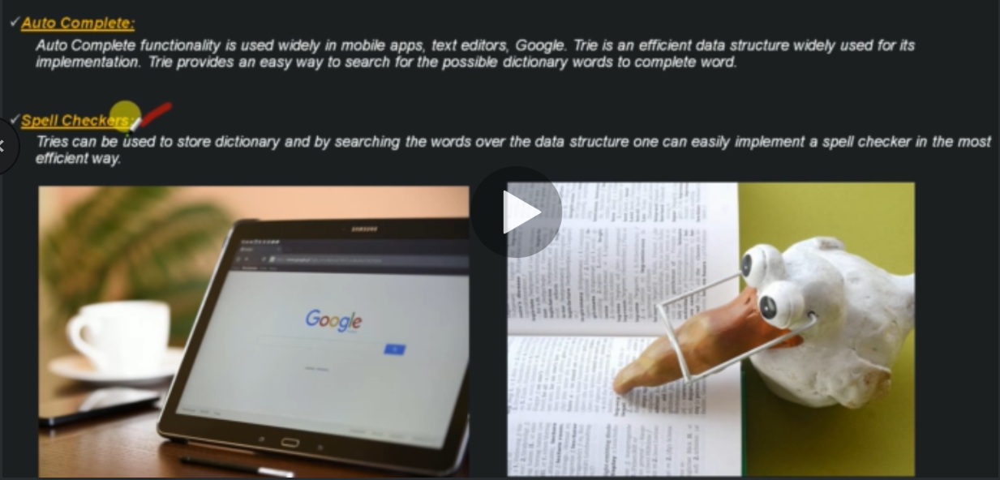 ✓Auto Complete:
Auto Complete functionality is used widely in mobile apps, text editors, Google. Trie is an efficient data structure widely used for its
implementation. Trie provides an easy way to search for the possible dictionary words to complete word.
✓Spell Checkers:
Tries can be used to store dictionary and by searching the words over the data structure one can easily implement a spell checker in the most
efficient way.
SAMSUNG
Google